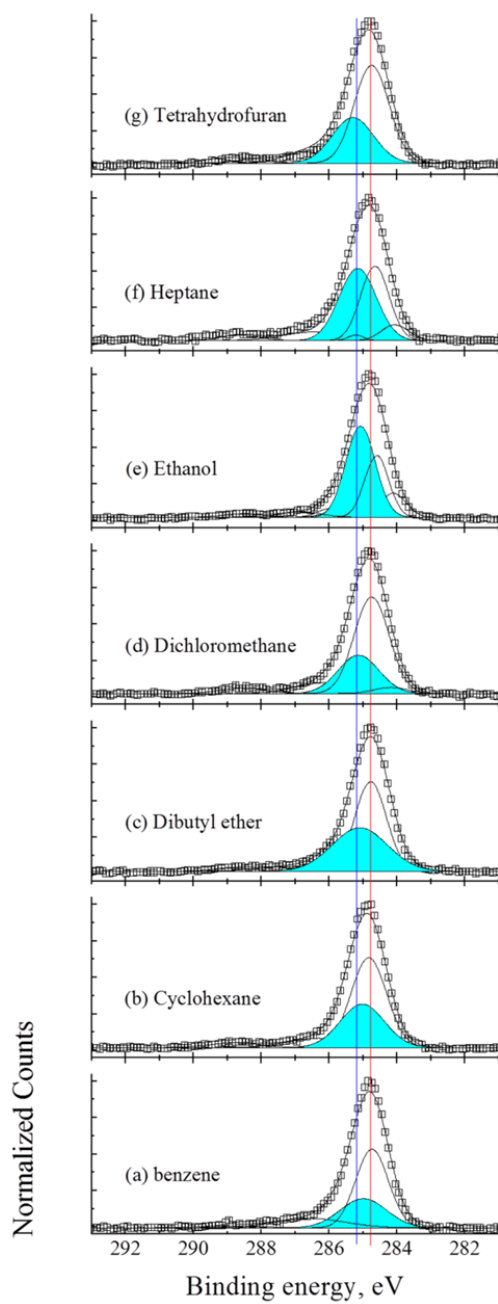 (g) Tetrahydrofuran
(f) Heptane
(e) Ethanol
(d) Dichloromethane
(c) Dibutyl ether
(b) Cyclohexane
(a) benzene
Normalized Counts
292 290 288 286 284 282
Binding energy, eV